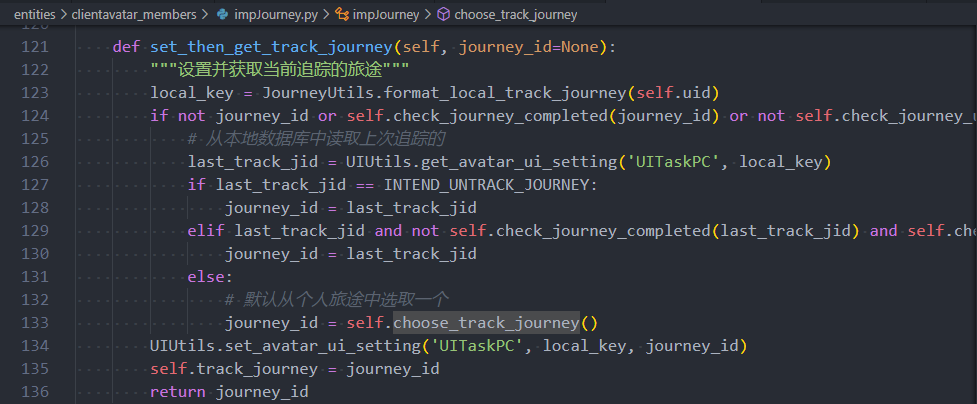 entities > clientavatar_members > impJourney.py > impJourney > choose_track_journey
121 def set_then_get_track_journey(self, journey_id=None):
122 """设置并获取当前追踪的旅途"""
123 local_key = JourneyUtils.format_local_track_journey(self.uid)
124 if not journey_id or self.check_journey_completed(journey_id) or not self.check_journey_u
125 # 从本地数据库中读取上次追踪的
126 last_track_jid = UIUtils.get_avatar_ui_setting('UITaskPC', local_key)
127 if last_track_jid == INTEND_UNTRACK_JOURNEY:
128 journey_id = last_track_jid
129 elif last_track_jid and not self.check_journey_completed(last_track_jid) and self.che
130 journey_id = last_track_jid
131 else:
132 # 默认从个人旅途中选取一个
133 journey_id = self.choose_track_journey()
134 UIUtils.set_avatar_ui_setting('UITaskPC', local_key, journey_id)
135 self.track_journey = journey_id
136 return journey_id